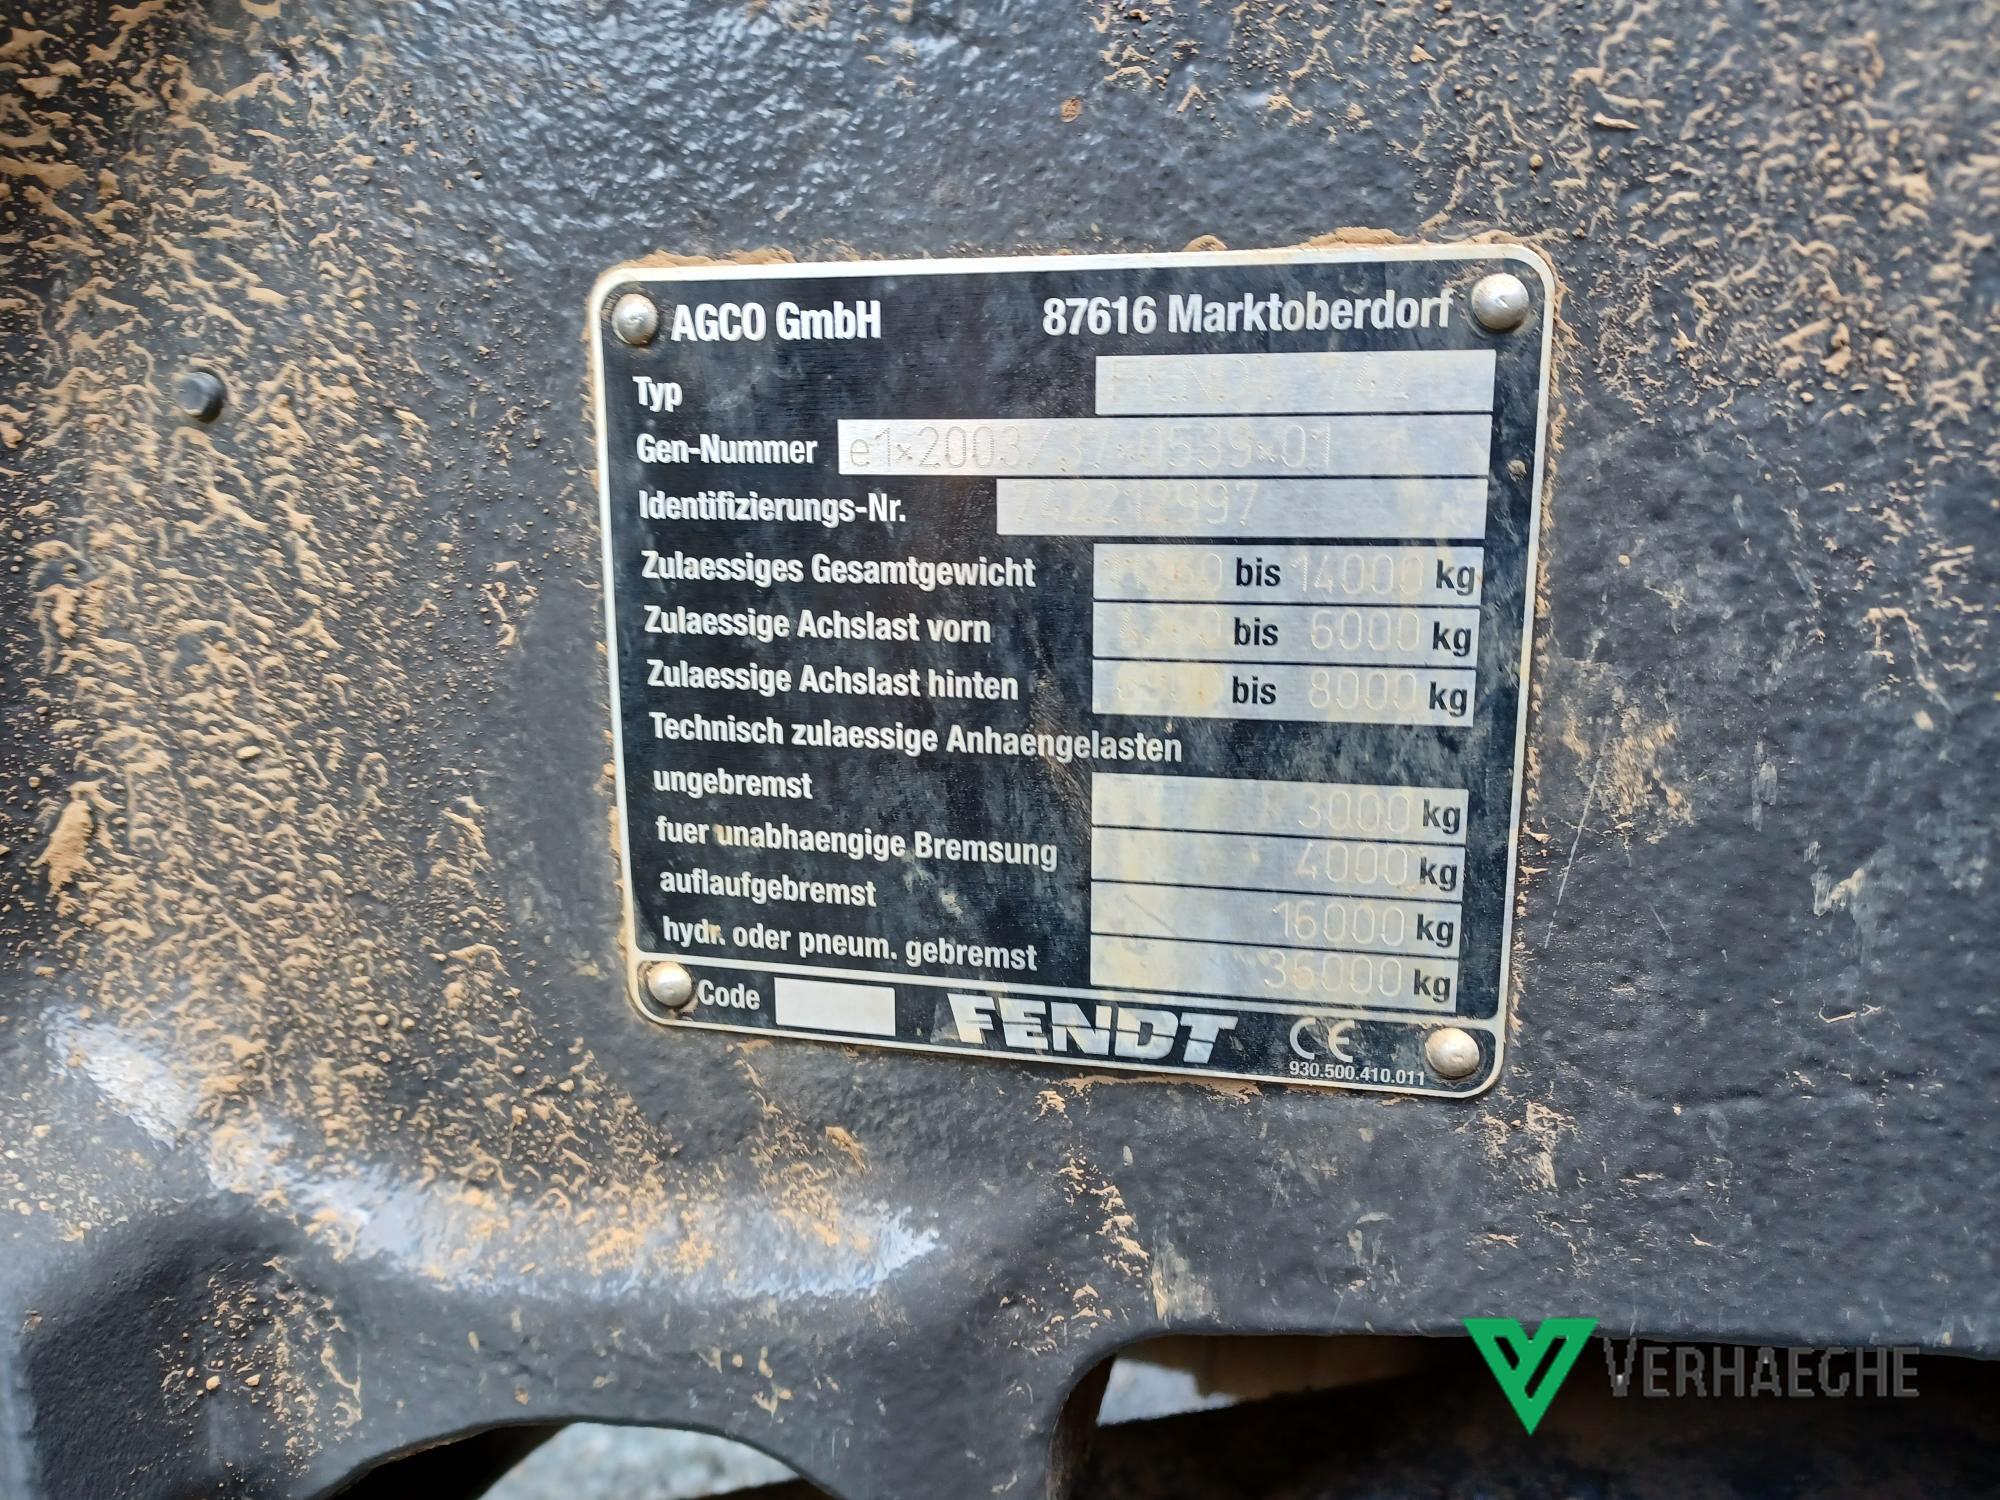 AGCO GmbH 87616 Marktoberdorf
Typ FENDT 742
Gen-Nummer e1*2003/37*0539*01
Identifizierungs-Nr. 742212997
Zulaessiges Gesamtgewicht bis 14000 kg
Zulaessige Achslast vorn bis 6000 kg
Zulaessige Achslast hinten bis 8000 kg
Technisch zulaessige Anhaengelasten
ungebremst 3000 kg
fuer unabhaengige Bremsung 4000 kg
auflaufgebremst 16000 kg
hydr. oder pneum. gebremst 36000 kg
Code FENDT CE
930.500.410.011
VERHAEGHE